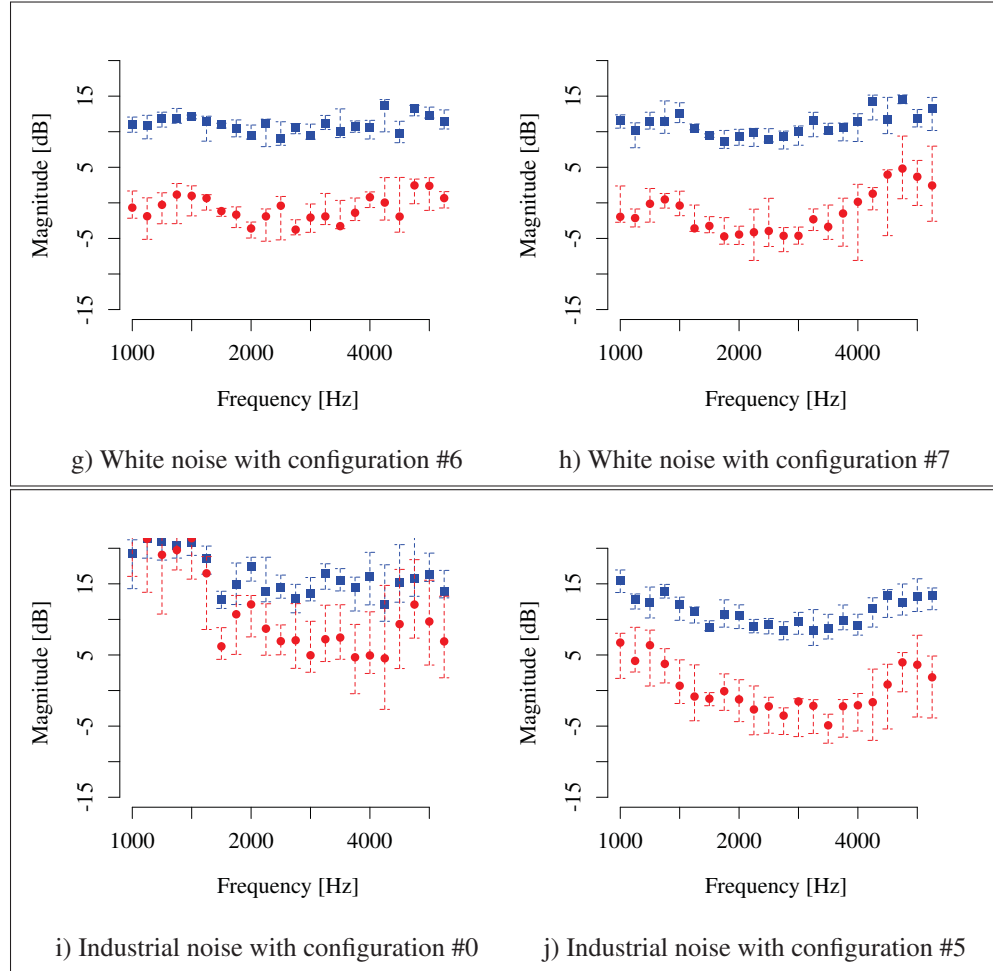 15
5
-5
-15
Magnitude [dB]
1000
2000
4000
Frequency [Hz]
g) White noise with configuration #6
15
5
-5
-15
Magnitude [dB]
1000
2000
4000
Frequency [Hz]
h) White noise with configuration #7
15
5
-5
-15
Magnitude [dB]
1000
2000
4000
Frequency [Hz]
i) Industrial noise with configuration #0
15
5
-5
-15
Magnitude [dB]
1000
2000
4000
Frequency [Hz]
j) Industrial noise with configuration #5